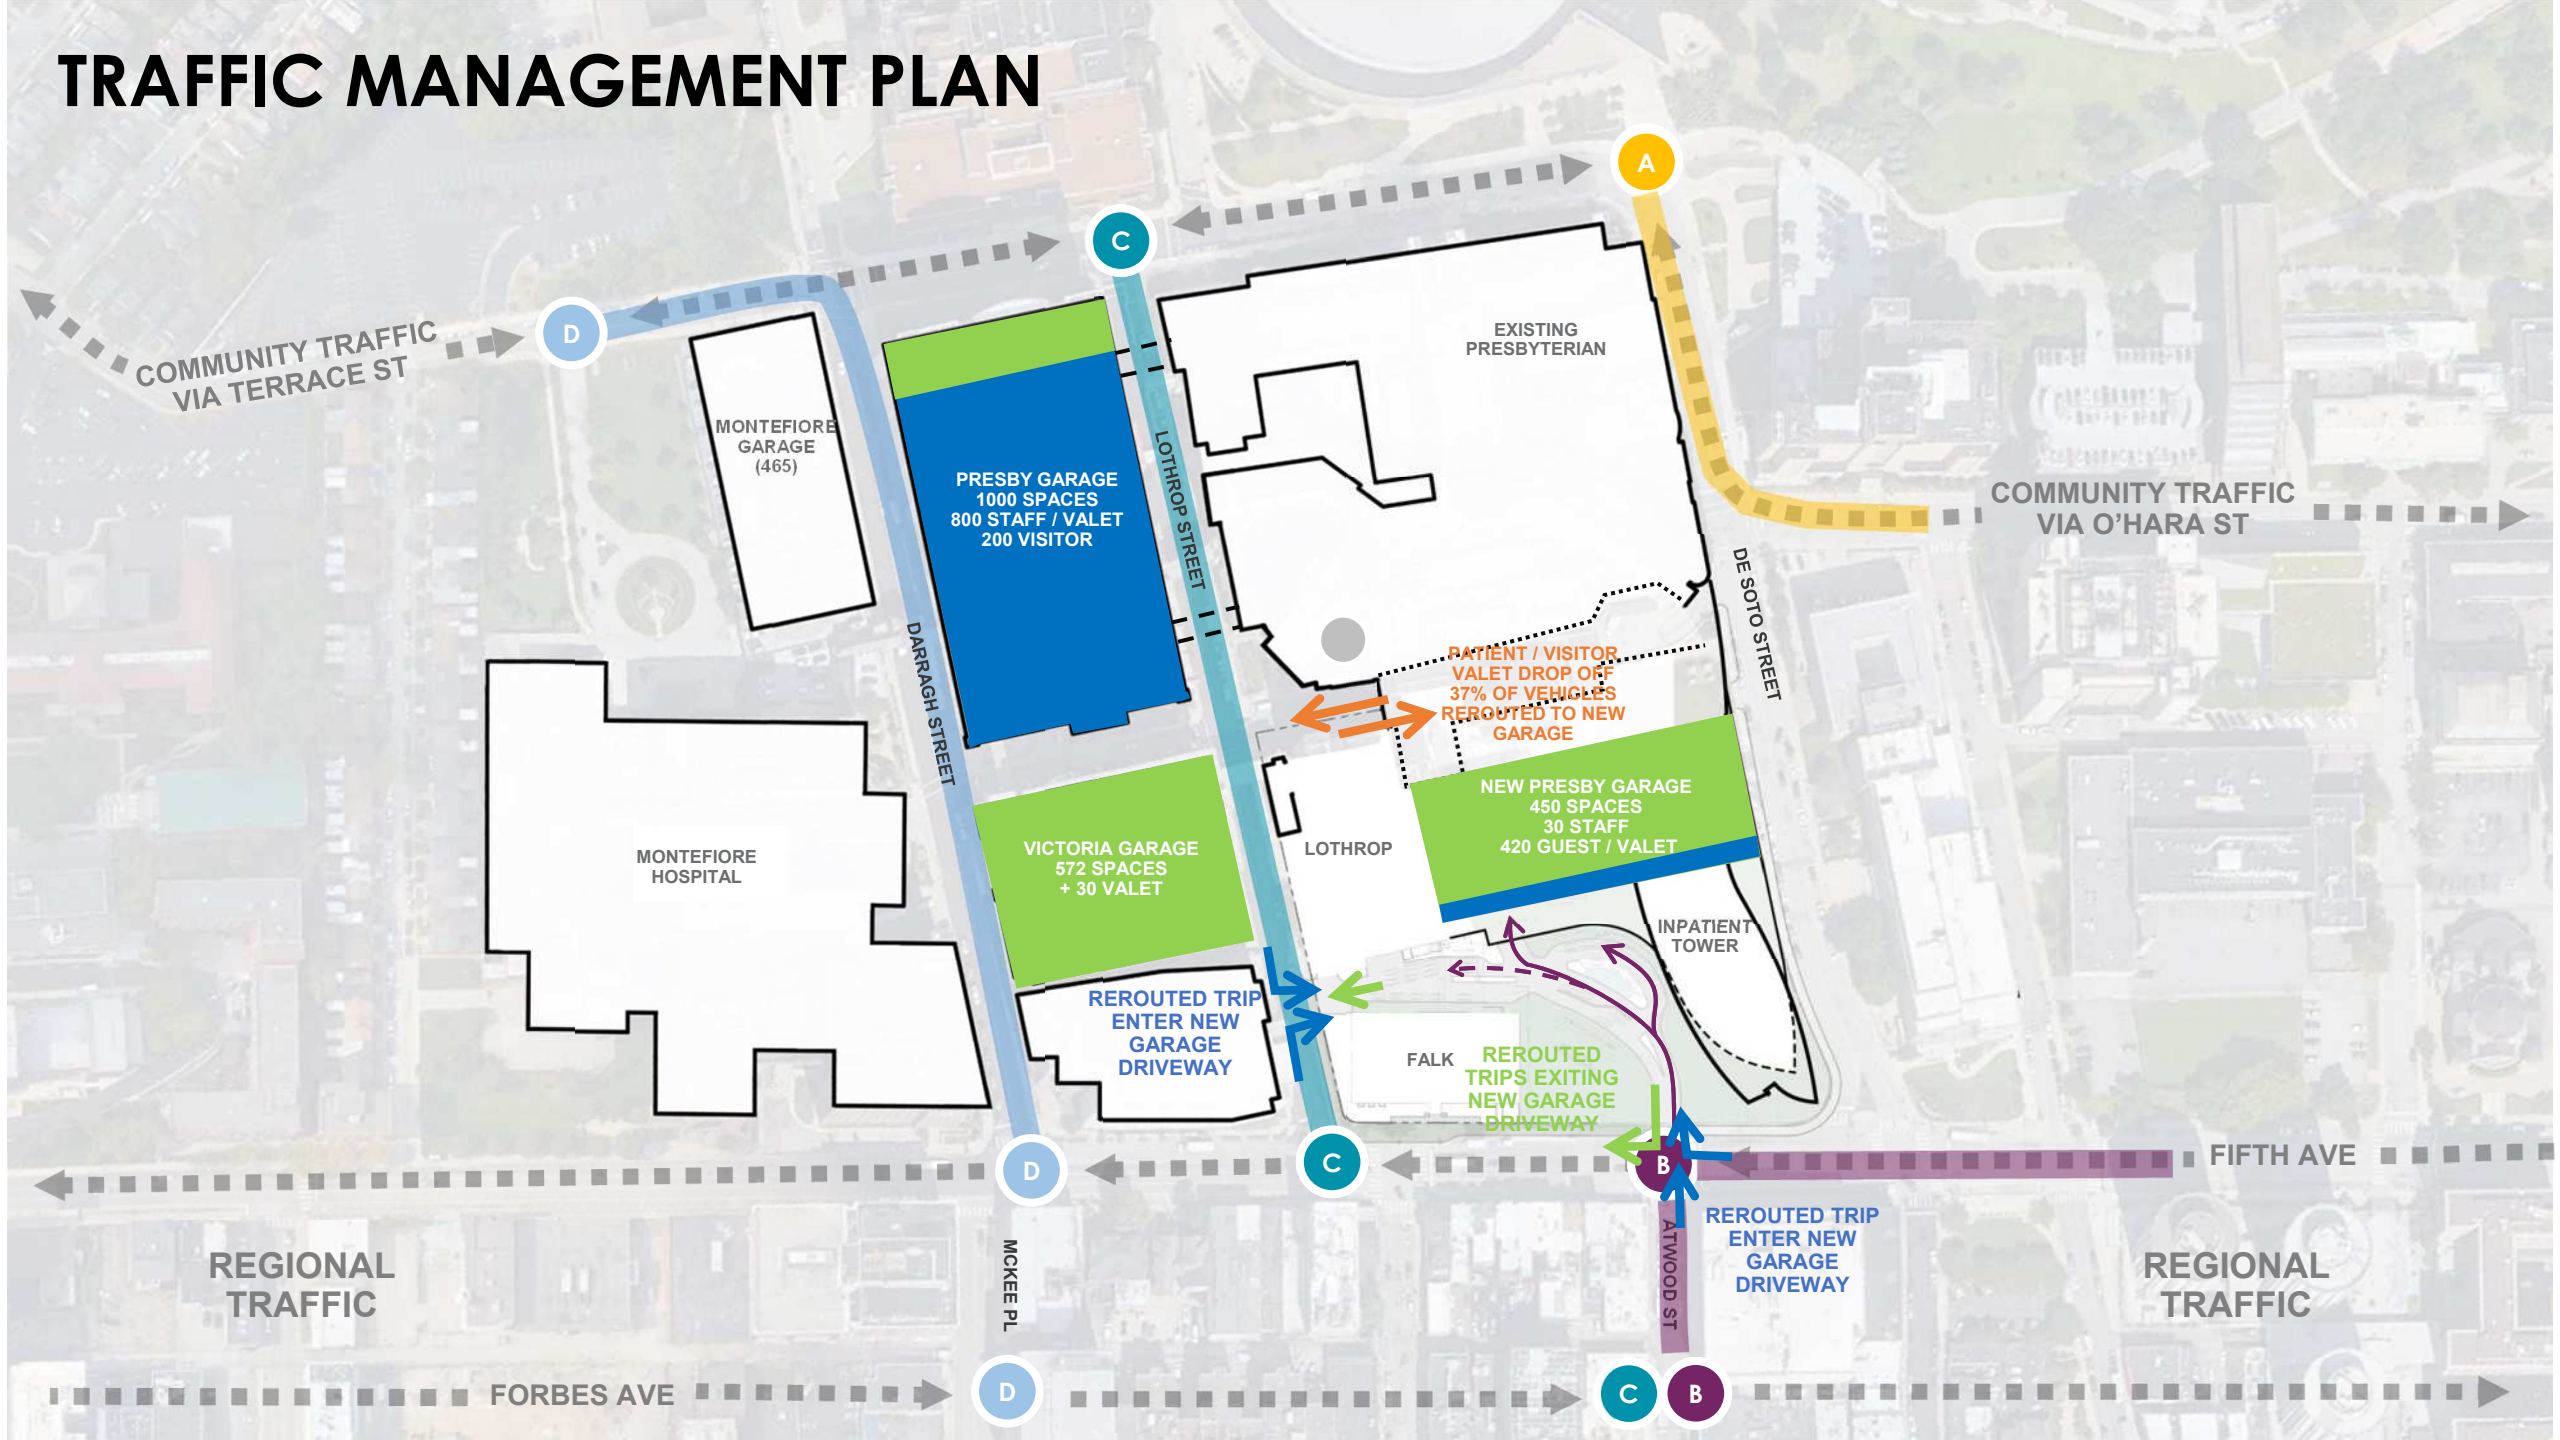 TRAFFIC MANAGEMENT PLAN
A
C
D
COMMUNITY TRAFFIC
VIA TERRACE ST
EXISTING
PRESBYTERIAN
MONTEFIORE
GARAGE
(465)
PRESBY GARAGE
1000 SPACES
800 STAFF / VALET
200 VISITOR
LOTHROP STREET
COMMUNITY TRAFFIC
VIA O'HARA ST
DE SOTO STREET
DARRAGH STREET
PATIENT / VISITOR
VALET DROP OFF
37% OF VEHICLES
REROUTED TO NEW
GARAGE
NEW PRESBY GARAGE
450 SPACES
30 STAFF
420 GUEST / VALET
MONTEFIORE
HOSPITAL
VICTORIA GARAGE
572 SPACES
+ 30 VALET
LOTHROP
INPATIENT
TOWER
REROUTED TRIP
ENTER NEW
GARAGE
DRIVEWAY
FALK
REROUTED
TRIPS EXITING
NEW GARAGE
DRIVEWAY
D
C
B
FIFTH AVE
REGIONAL
TRAFFIC
MCKEE PL
ATWOOD ST
REROUTED TRIP
ENTER NEW
GARAGE
DRIVEWAY
REGIONAL
TRAFFIC
FORBES AVE
D
C
B